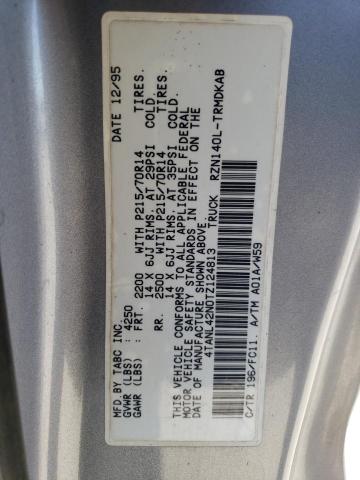 MFD BY TABC INC. DATE 12/95
GVWR (LBS) : 4250
GAWR (LBS) : FRT. 2200 WITH P215/70R14 TIRES.
14 X 6JJ RIMS. AT 29PSI COLD.
RR. 2500 WITH P215/70R14 TIRES.
14 X 6JJ RIMS. AT 35PSI COLD.
THIS VEHICLE CONFORMS TO ALL APPLICABLE FEDERAL
MOTOR VEHICLE SAFETY STANDARDS IN EFFECT ON THE
DATE OF MANUFACTURE SHOWN ABOVE.
4TANL42N0TZ124813 TRUCK RZN140L-TRMDKAB
C/TR 196/FC11. A/TM A01A/W59